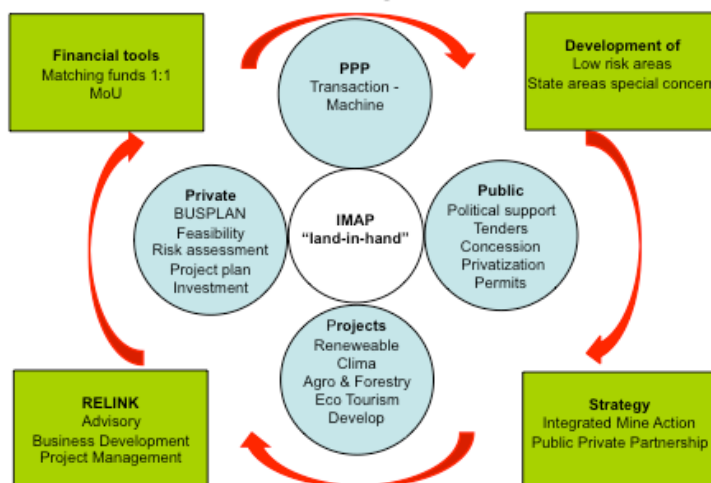 Financial tools
Matching funds 1:1
MoU
PPP
Transaction -
Machine
Development of
Low risk areas
State areas special concern
Private
BUSPLAN
Feasibility
Risk assessment
Project plan
Investment
IMAP
“land-in-hand”
Public
Political support
Tenders
Concession
Privatization
Permits
Projects
Reneweable
Clima
Agro & Forestry
Eco Tourism
Develop
RELINK
Advisory
Business Development
Project Management
Strategy
Integrated Mine Action
Public Private Partnership